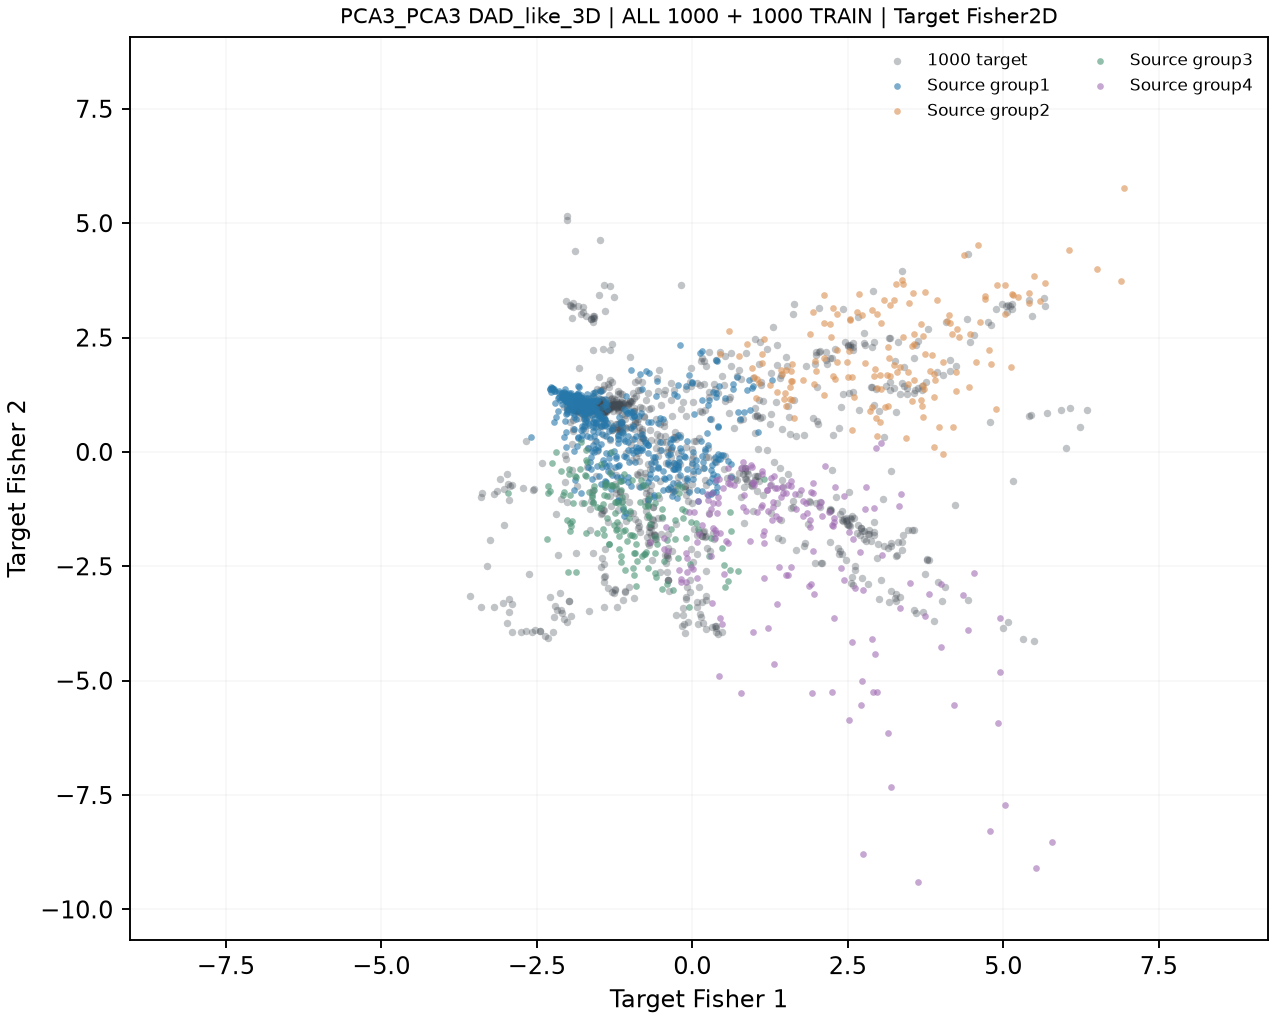 PCA3_PCA3 DAD_like_3D | ALL 1000 + 1000 TRAIN | Target Fisher2D
1000 target
Source group1
Source group2
Source group3
Source group4
7.5
5.0
2.5
0.0
−2.5
−5.0
−7.5
−10.0
Target Fisher 2
−7.5
−5.0
−2.5
0.0
2.5
5.0
7.5
Target Fisher 1